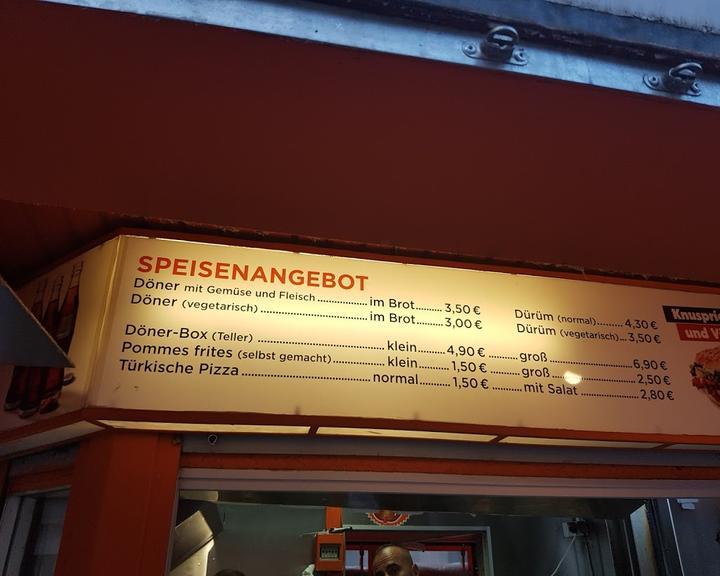 SPEISENANGEBOT
Döner mit Gemüse und Fleisch ............... im Brot ........ 3,50 € Dürüm (normal) ........ 4,30 €
Döner (vegetarisch) ............... im Brot ........ 3,00 € Dürüm (vegetarisch) ... 3,50 €
Döner-Box (Teller) ............... klein ........ 4,90 € ........ groß ............... 6,90 €
Pommes frites (selbst gemacht) ............... klein ........ 1,50 € ........ groß ............... 2,50 €
Türkische Pizza ............... normal ........ 1,50 € ........ mit Salat ............... 2,80 €
und